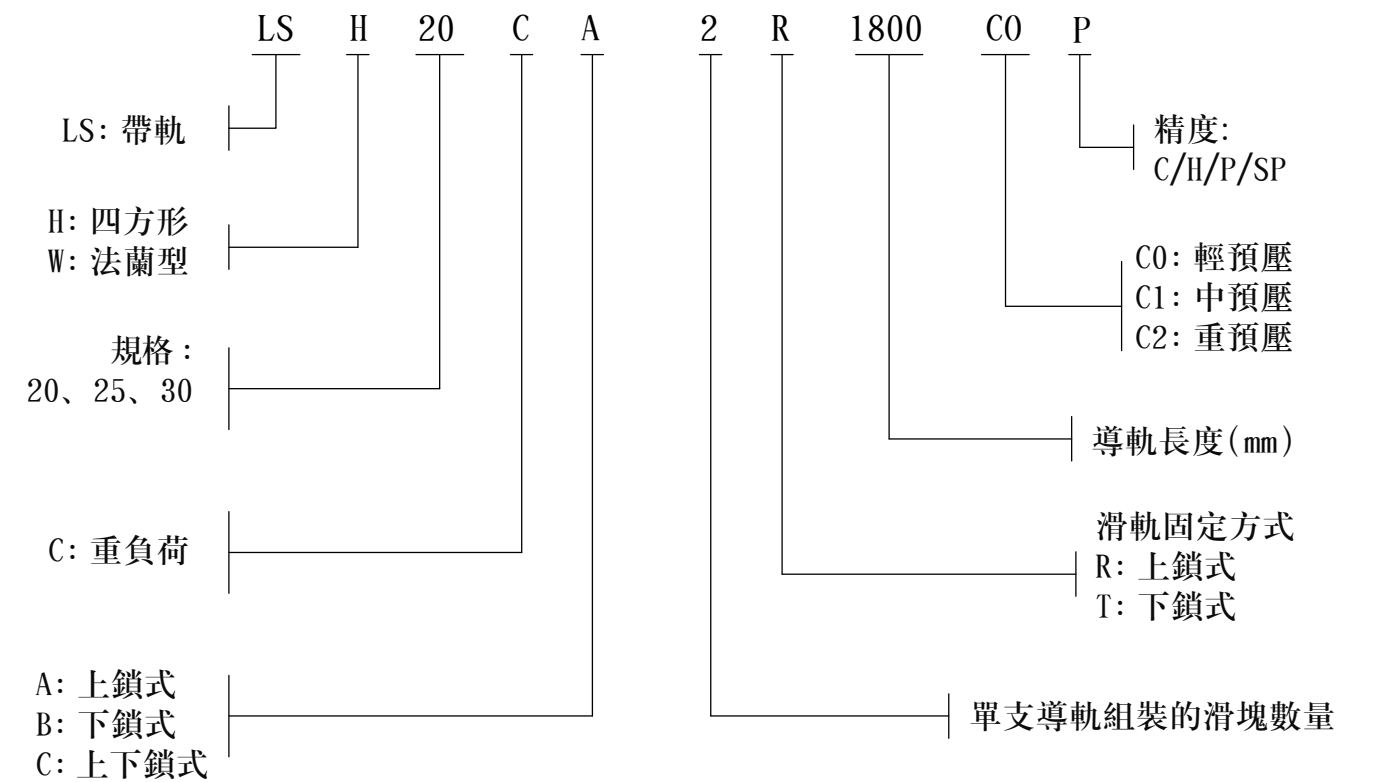 LS H 20 C A 2 R 1800 C0 P
LS: 帶軌
H: 四方形
W: 法蘭型
規格：
20、25、30
C: 重負荷
A: 上鎖式
B: 下鎖式
C: 上下鎖式
精度:
C/H/P/SP
C0: 輕預壓
C1: 中預壓
C2: 重預壓
導軌長度(mm)
滑軌固定方式
R: 上鎖式
T: 下鎖式
單支導軌組裝的滑塊數量